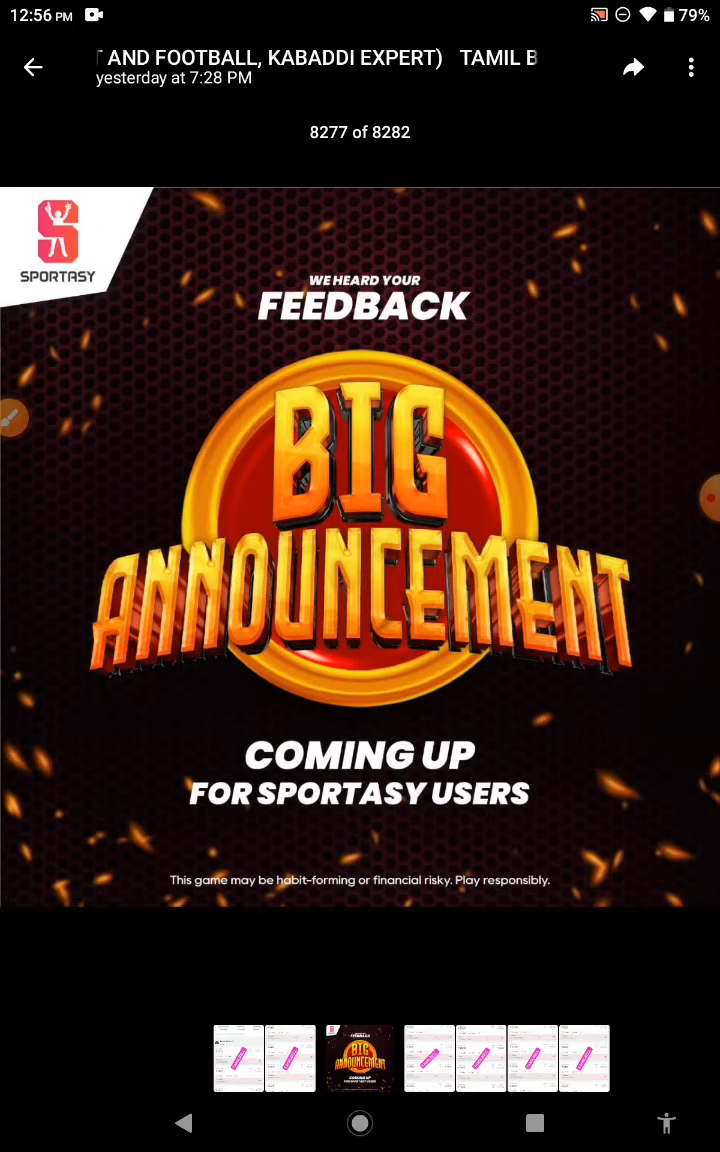 12:56 PM
79%
AND FOOTBALL, KABADDI EXPERT) TAMIL B
yesterday at 7:28 PM
8277 of 8282
SPORTASY
WE HEARD YOUR
FEEDBACK
BIG
ANNOUNCEMENT
COMING UP
FOR SPORTASY USERS
This game may be habit-forming or financial risky. Play responsibly.